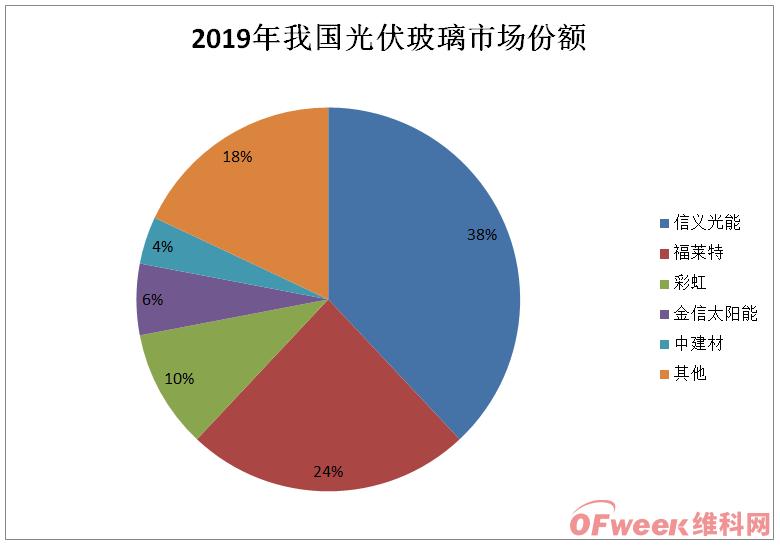 2019年我国光伏玻璃市场份额
18%
38%
4%
6%
10%
24%
信义光能
福莱特
彩虹
金信太阳能
中建材
其他
OFweek维科网